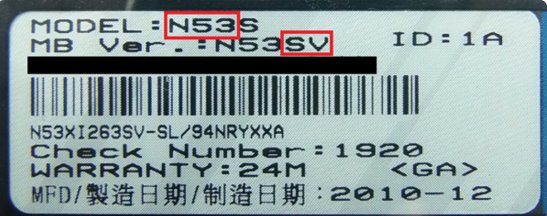 MODEL:N53S
MB Ver.:N53SV ID:1A
N53XI263SV-SL/94NRYXXA
Check Number:1920
WARRANTY:24M <GA>
MFD/製造日期/制造日期:2010-12